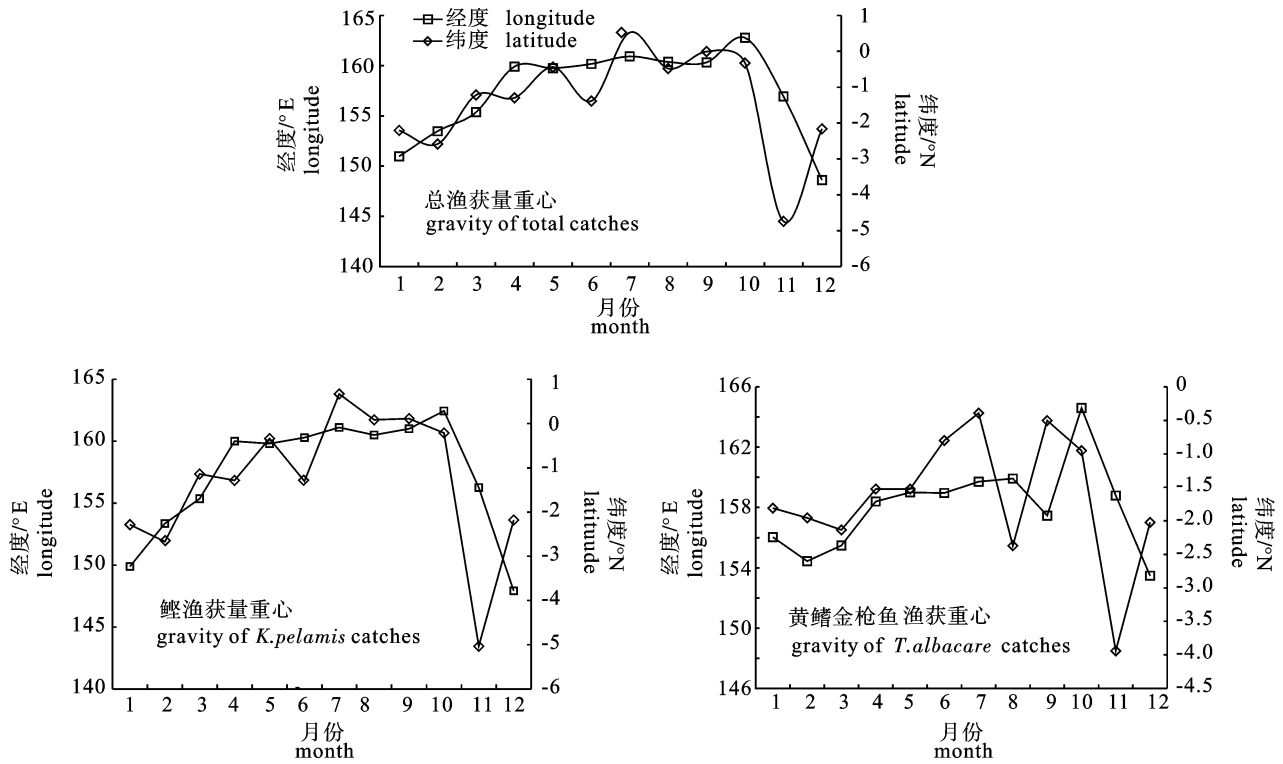 165
160
155
150
145
140
经度/°E
longitude
经度 longitude
纬度 latitude
1
0
-1
-2
-3
-4
-5
-6
纬度/°N
latitude
总渔获量重心
gravity of total catches
1 2 3 4 5 6 7 8 9 10 11 12
月份
month
165
160
155
150
145
140
经度/°E
longitude
1
0
-1
-2
-3
-4
-5
-6
纬度/°N
latituude
鲣渔获量重心
gravity of K.pelamis catches
1 2 3 4 5 6 7 8 9 10 11 12
月份
month
166
162
158
154
150
146
经度/°E
longitude
0
-0.5
-1.0
-1.5
-2.0
-2.5
-3.0
-3.5
-4.0
-4.5
纬度/°N
latitude
黄鳍金枪鱼 渔获重心
gravity of T.albacare catches
1 2 3 4 5 6 7 8 9 10 11 12
月份
month